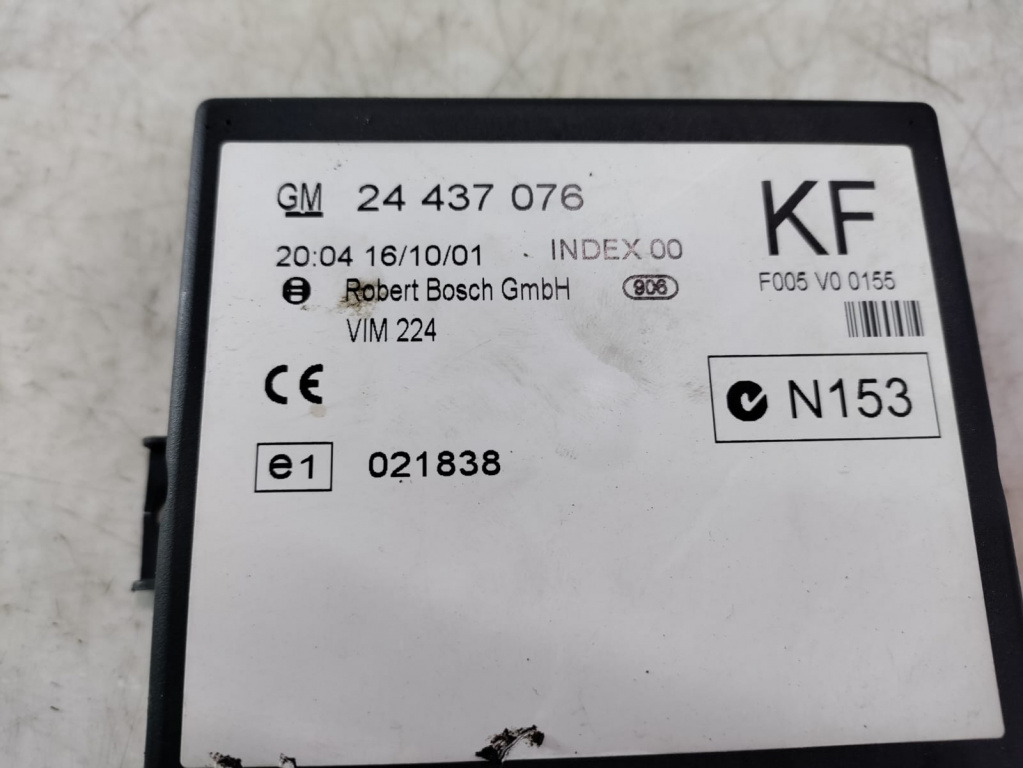 GM 24 437 076
KF
20:04 16/10/01 INDEX 00
Robert Bosch GmbH 906
F005 V0 0155
VIM 224
CE
N153
e1 021838